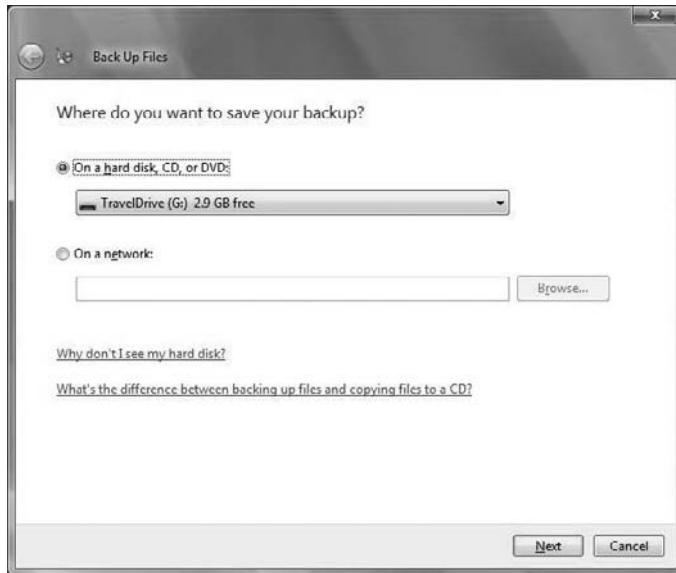 Back Up Files
Where do you want to save your backup?
On a hard disk, CD, or DVD:
TravelDrive (G:) 2.9 GB free
On a network:
Browse...
Why don't I see my hard disk?
What's the difference between backing up files and copying files to a CD?
Next Cancel